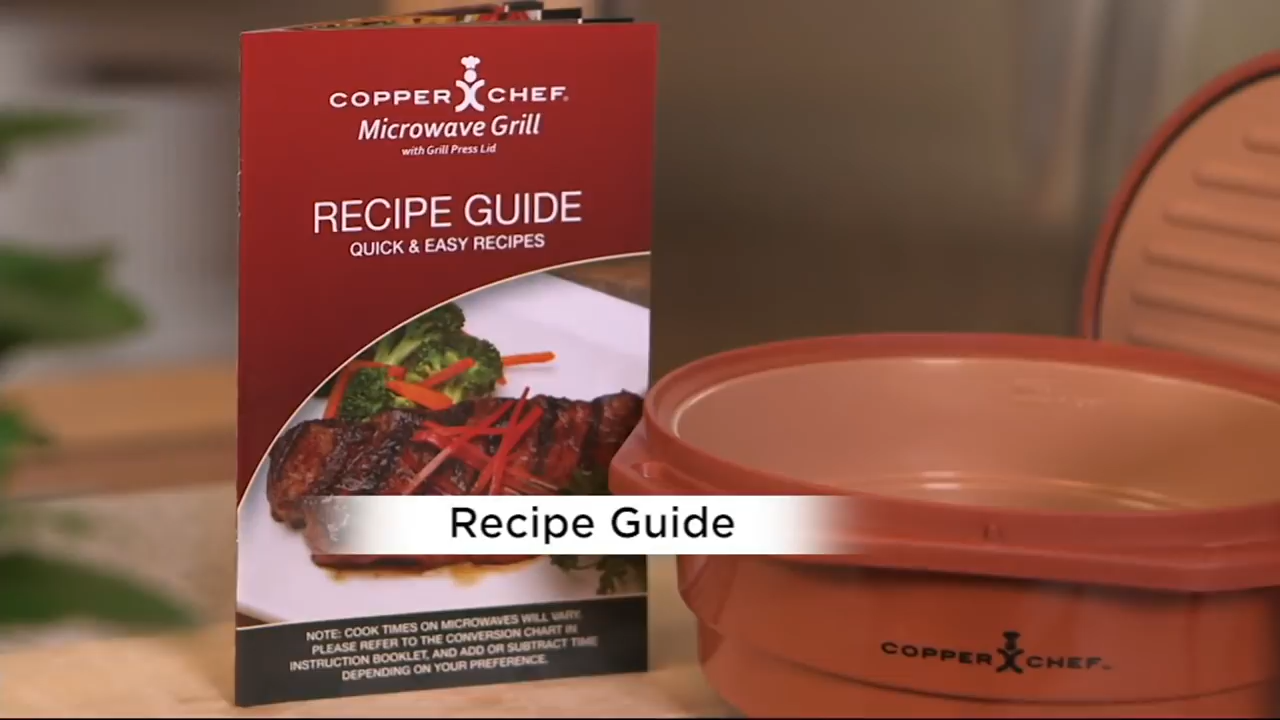 COPPER CHEF®
Microwave Grill
with Grill Press Lid
RECIPE GUIDE
QUICK & EASY RECIPES
Recipe Guide
NOTE: COOK TIMES ON MICROWAVES WILL VARY.
PLEASE REFER TO THE CONVERSION CHART IN
INSTRUCTION BOOKLET, AND ADD OR SUBTRACT TIME
DEPENDING ON YOUR PREFERENCE.
COPPER CHEF